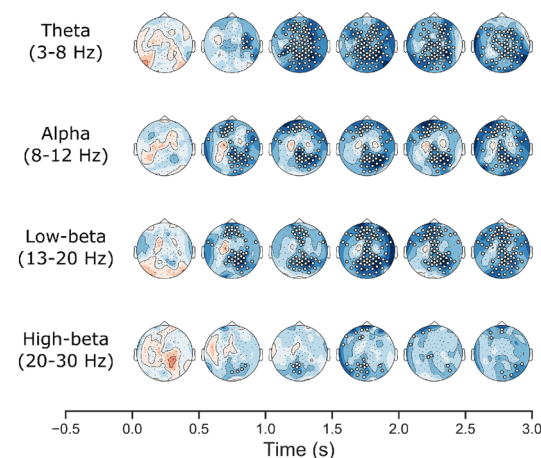 Theta
(3-8 Hz)
Alpha
(8-12 Hz)
Low-beta
(13-20 Hz)
High-beta
(20-30 Hz)
−0.5 0.0 0.5 1.0 1.5 2.0 2.5 3.0
Time (s)